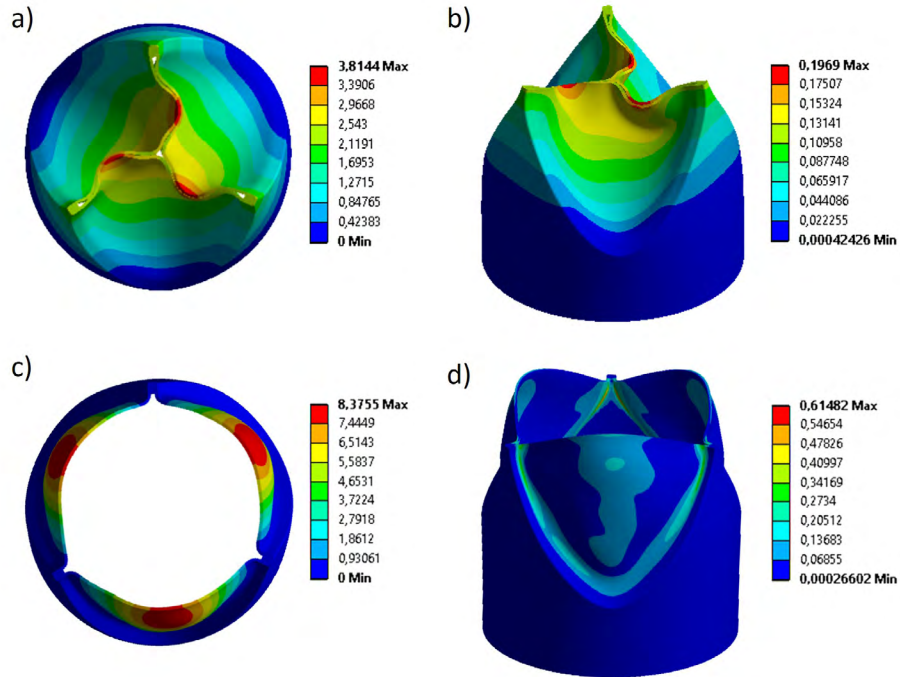 a)
3,8144 Max
3,3906
2,9668
2,543
2,1191
1,6953
1,2715
0,84765
0,42383
0 Min
b)
0,1969 Max
0,17507
0,15324
0,13141
0,10958
0,087748
0,065917
0,044086
0,022255
0,00042426 Min
c)
8,3755 Max
7,4449
6,5143
5,5837
4,6531
3,7224
2,7918
1,8612
0,93061
0 Min
d)
0,61482 Max
0,54654
0,47826
0,40997
0,34169
0,2734
0,20512
0,13683
0,06855
0,00026602 Min